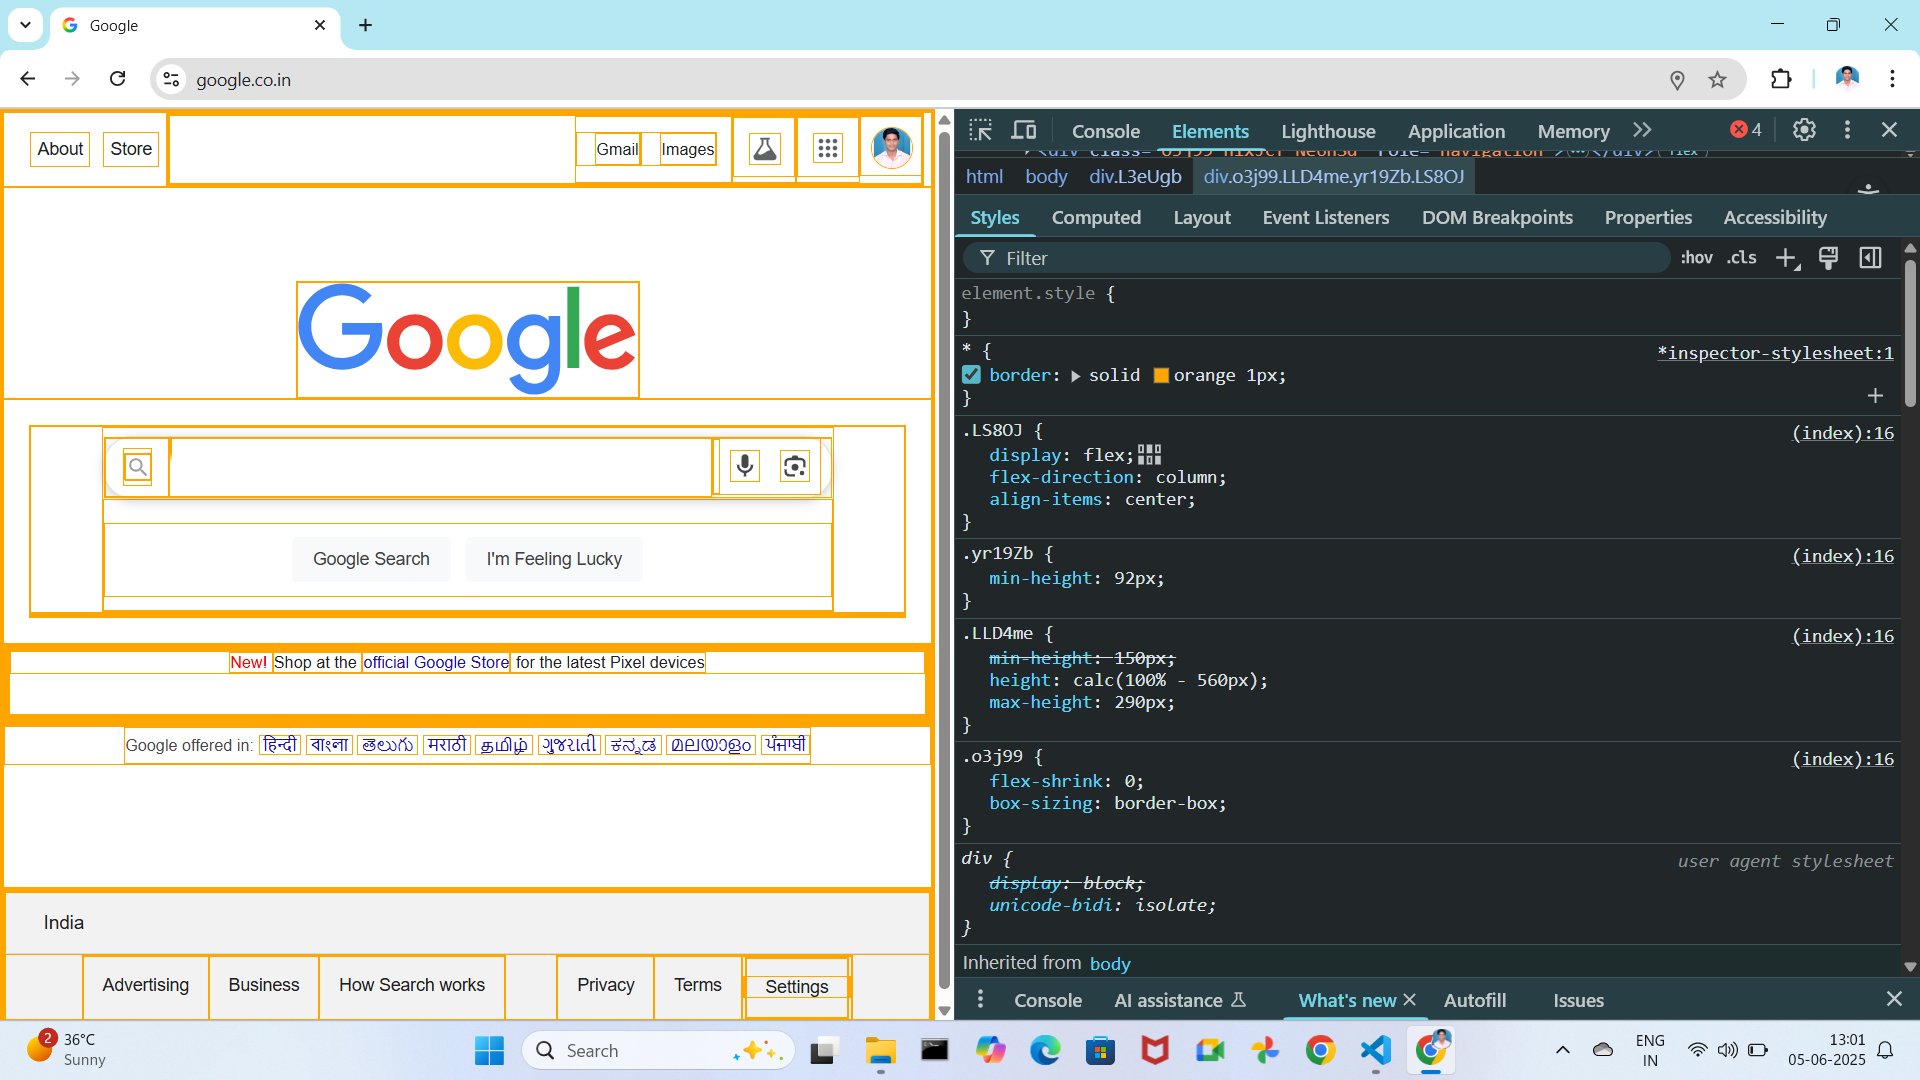 Google
google.co.in
About Store Gmail Images
Google
Google Search I'm Feeling Lucky
New! Shop at the official Google Store for the latest Pixel devices
Google offered in: हिन्दी বাংলা తెలుగు मराठी தமிழ் ગુજરાતી ಕನ್ನಡ മലയാളം ਪੰਜਾਬੀ
India
Advertising Business How Search works Privacy Terms Settings
Console Elements Lighthouse Application Memory 4
html body div.L3eUgb div.o3j99.LLD4me.yr19Zb.LS8OJ
Styles Computed Layout Event Listeners DOM Breakpoints Properties Accessibility
Filter :hov .cls
element.style {
}
* { *inspector-stylesheet:1
border: solid orange 1px;
}
.LS8OJ { (index):16
display: flex;
flex-direction: column;
align-items: center;
}
.yr19Zb { (index):16
min-height: 92px;
}
.LLD4me { (index):16
min-height: 150px;
height: calc(100% - 560px);
max-height: 290px;
}
.o3j99 { (index):16
flex-shrink: 0;
box-sizing: border-box;
}
div { user agent stylesheet
display: block;
unicode-bidi: isolate;
}
Inherited from body
Console AI assistance What's new Autofill Issues
2 36°C
Sunny
Search
ENG
IN
13:01
05-06-2025